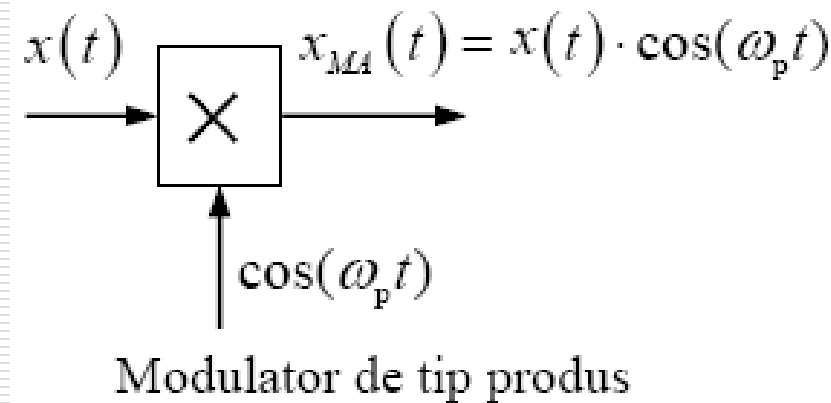 x(t)
×
x_MA (t) = x(t) · cos(ω_p t)
cos(ω_p t)
Modulator de tip produs